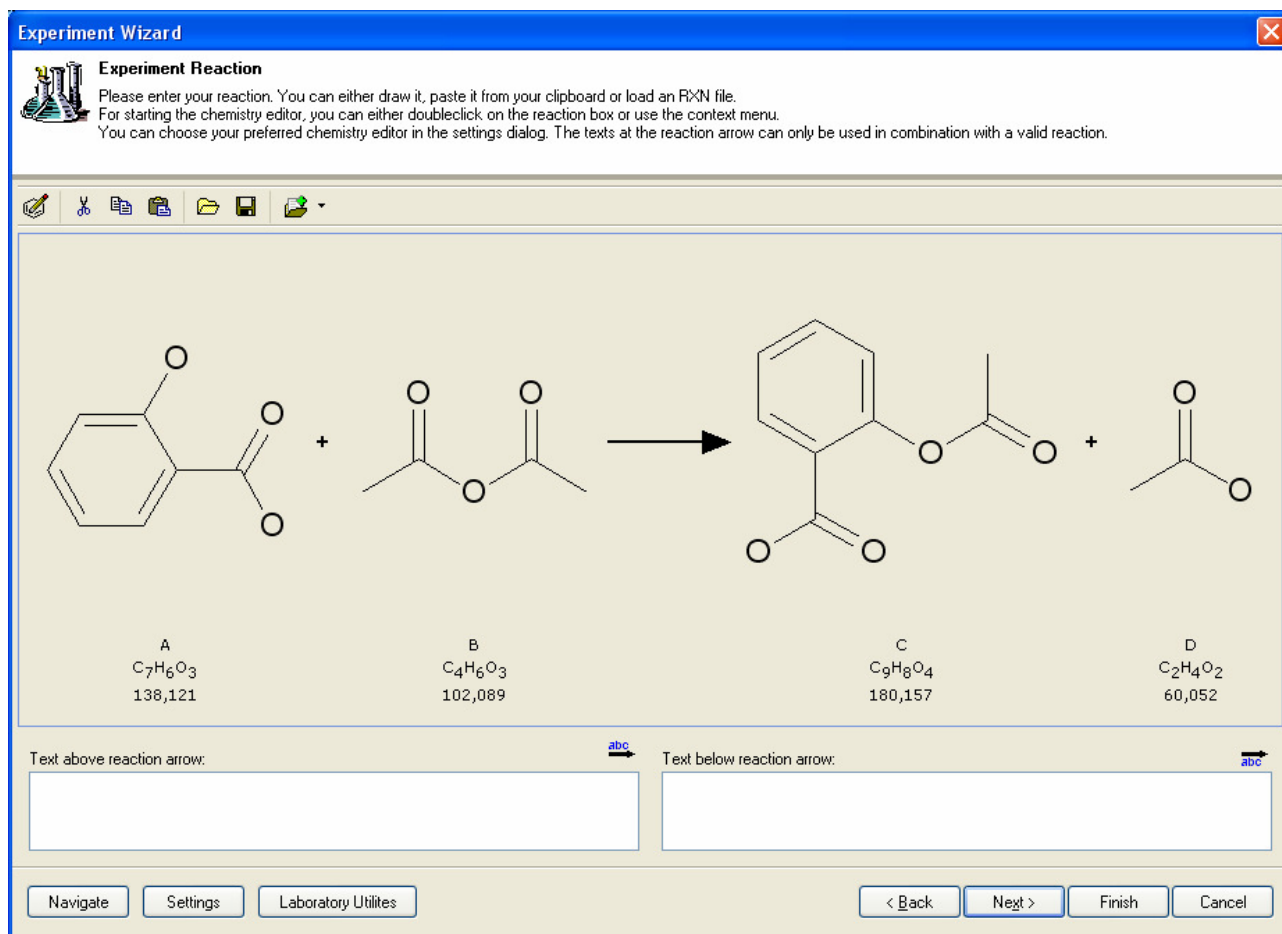 Experiment Wizard
Experiment Reaction
Please enter your reaction. You can either draw it, paste it from your clipboard or load an RXN file.
For starting the chemistry editor, you can either doubleclick on the reaction box or use the context menu.
You can choose your preferred chemistry editor in the settings dialog. The texts at the reaction arrow can only be used in combination with a valid reaction.
O
O
O
+
O
O
O
O
O
O
O
+
O
O
A
C7H6O3
138,121
B
C4H6O3
102,089
C
C9H8O4
180,157
D
C2H4O2
60,052
Text above reaction arrow:
abc
Text below reaction arrow:
abc
Navigate
Settings
Laboratory Utilites
< Back
Next >
Finish
Cancel